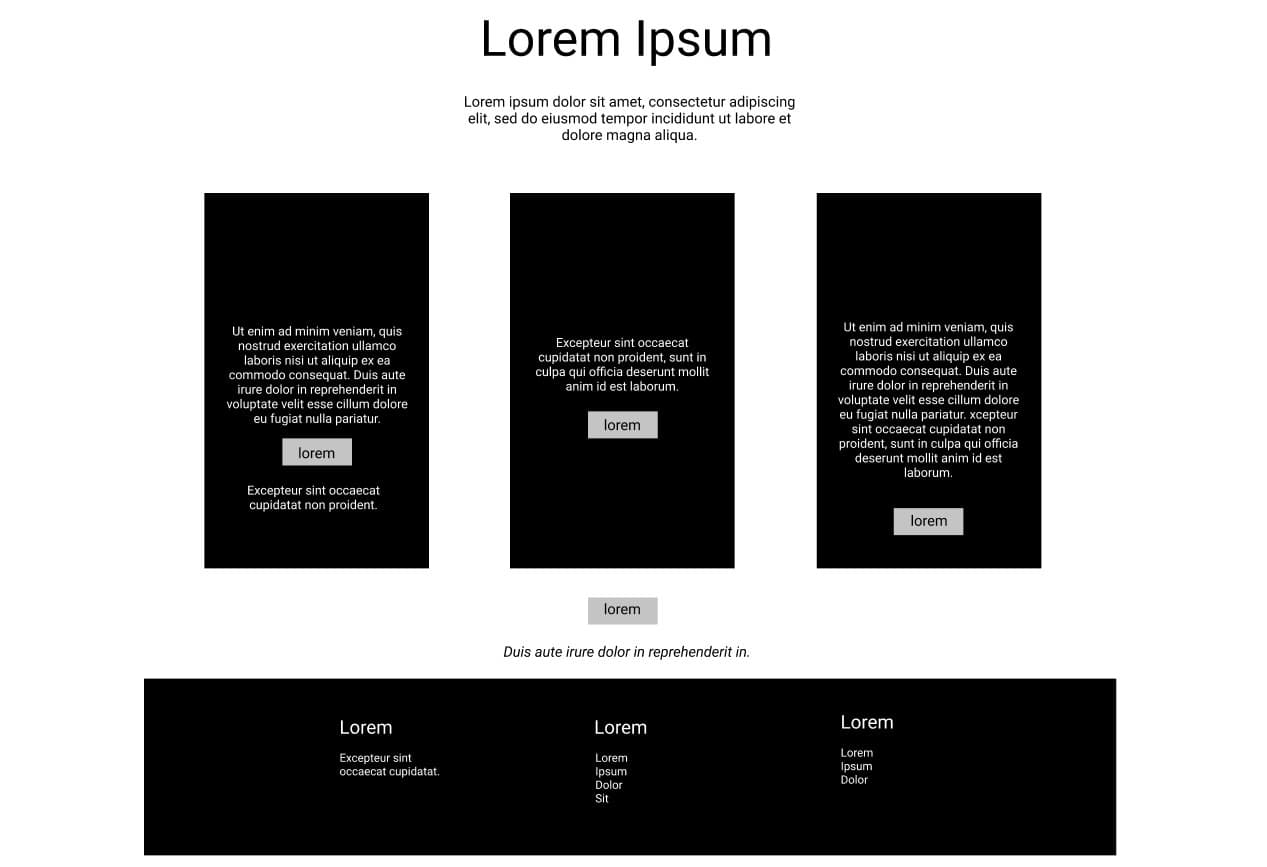 Lorem Ipsum
Lorem ipsum dolor sit amet, consectetur adipiscing
elit, sed do eiusmod tempor incididunt ut labore et
dolore magna aliqua.
Ut enim ad minim veniam, quis
nostrud exercitation ullamco
laboris nisi ut aliquip ex ea
commodo consequat. Duis aute
irure dolor in reprehenderit in
voluptate velit esse cillum dolore
eu fugiat nulla pariatur.
lorem
Excepteur sint occaecat
cupidatat non proident.
Excepteur sint occaecat
cupidatat non proident, sunt in
culpa qui officia deserunt mollit
anim id est laborum.
lorem
Ut enim ad minim veniam, quis
nostrud exercitation ullamco
laboris nisi ut aliquip ex ea
commodo consequat. Duis aute
irure dolor in reprehenderit in
voluptate velit esse cillum dolore
eu fugiat nulla pariatur. xcepteur
sint occaecat cupidatat non
proident, sunt in culpa qui officia
deserunt mollit anim id est
laborum.
lorem
lorem
Duis aute irure dolor in reprehenderit in.
Lorem
Excepteur sint
occaecat cupidatat.
Lorem
Lorem
Ipsum
Dolor
Sit
Lorem
Lorem
Ipsum
Dolor